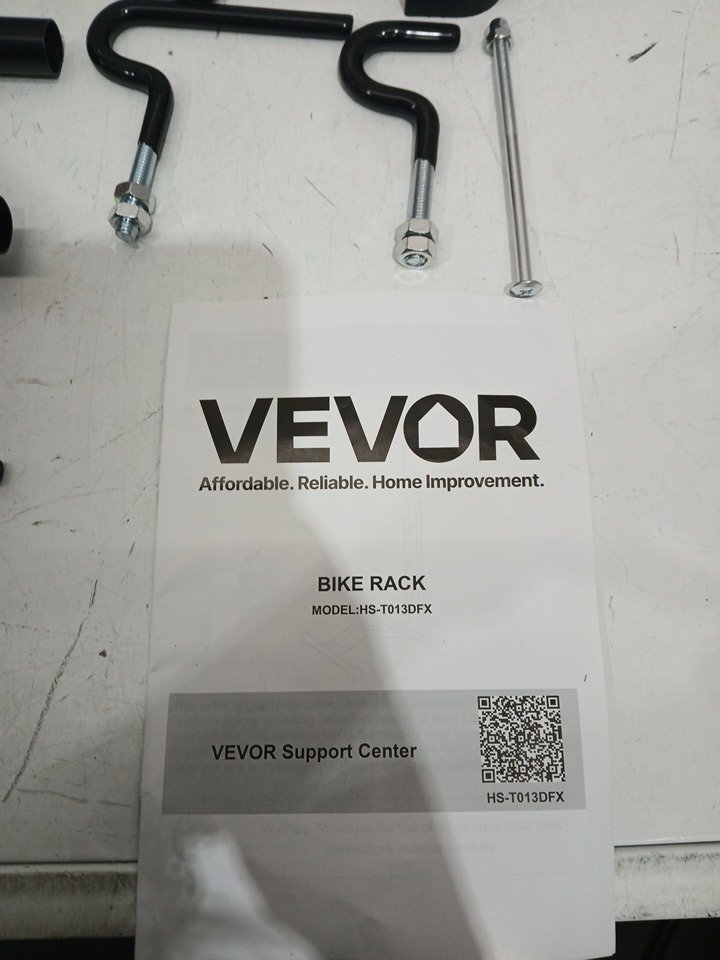 VEVOR
Affordable. Reliable. Home Improvement.
BIKE RACK
MODEL:HS-T013DFX
VEVOR Support Center
HS-T013DFX